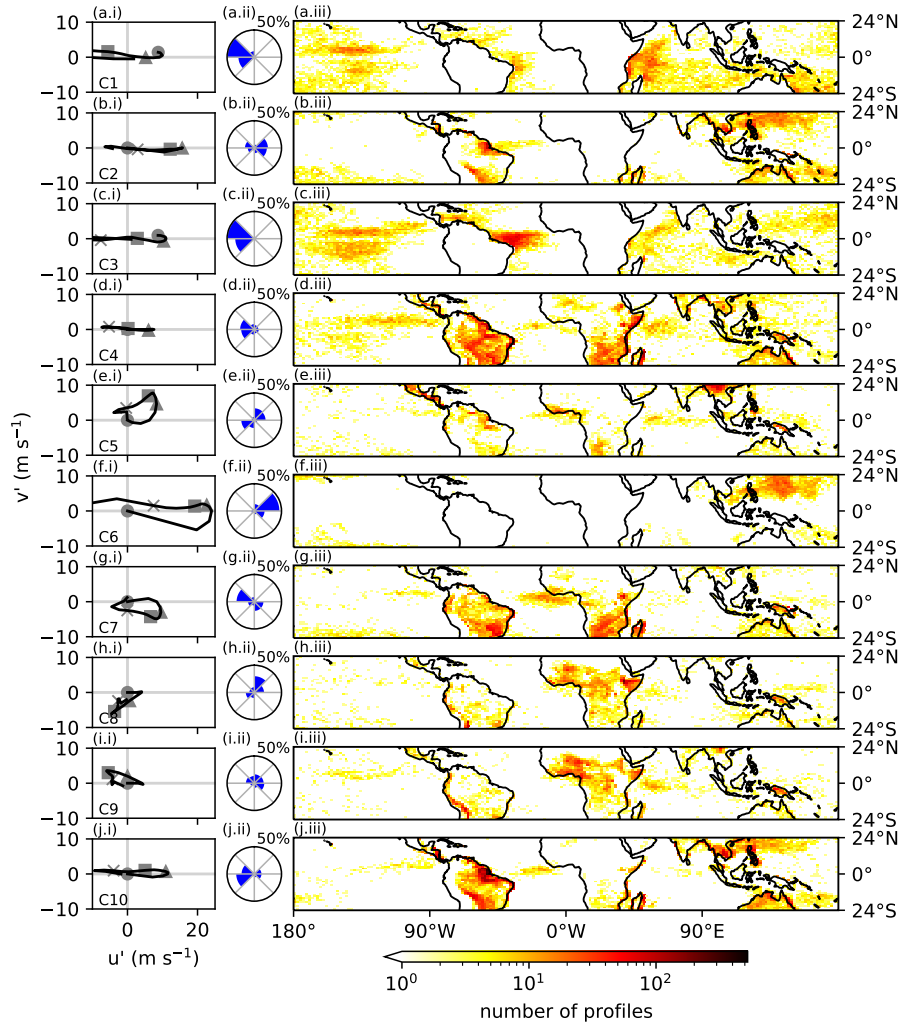 (a.i) (a.ii) 50% (a.iii) 24°N
10
0 0°
−10 C1 24°S
(b.i) (b.ii) 50% (b.iii) 24°N
10
0 0°
−10 C2 24°S
(c.i) (c.ii) 50% (c.iii) 24°N
10
0 0°
−10 C3 24°S
(d.i) (d.ii) 50% (d.iii) 24°N
10
0 0°
−10 C4 24°S
(e.i) (e.ii) 50% (e.iii) 24°N
10
0 0°
−10 C5 24°S
(f.i) (f.ii) 50% (f.iii) 24°N
10
0 0°
−10 C6 24°S
(g.i) (g.ii) 50% (g.iii) 24°N
10
0 0°
−10 C7 24°S
(h.i) (h.ii) 50% (h.iii) 24°N
10
0 0°
−10 C8 24°S
(i.i) (i.ii) 50% (i.iii) 24°N
10
0 0°
−10 C9 24°S
(j.i) (j.ii) 50% (j.iii) 24°N
10
0 0°
−10 C10 24°S
v' (m s⁻¹)
0 20 180° 90°W 0°W 90°E
u' (m s⁻¹)
10⁰ 10¹ 10²
number of profiles